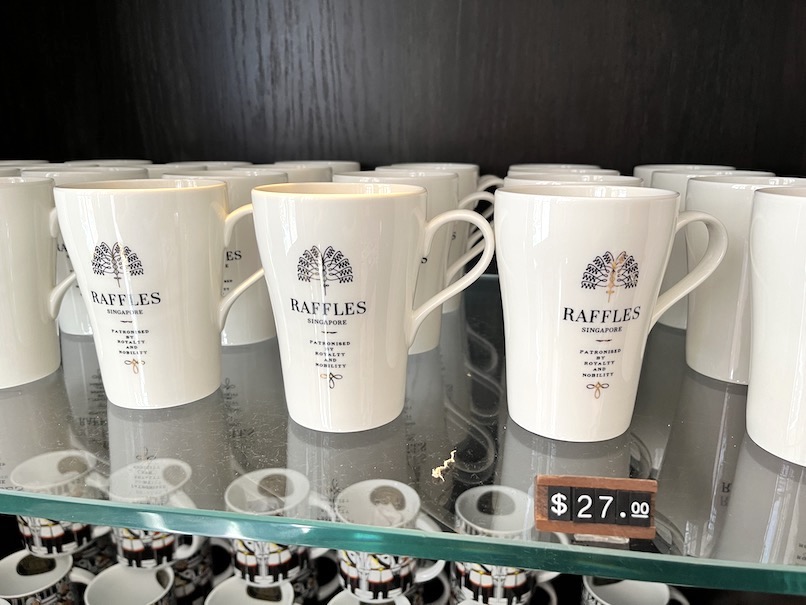 RAFFLES
SINGAPORE
PATRONISED
BY
ROYALTY
AND
NOBILITY
RAFFLES
SINGAPORE
PATRONISED
BY
ROYALTY
AND
NOBILITY
RAFFLES
SINGAPORE
PATRONISED
BY
ROYALTY
AND
NOBILITY
$27.00